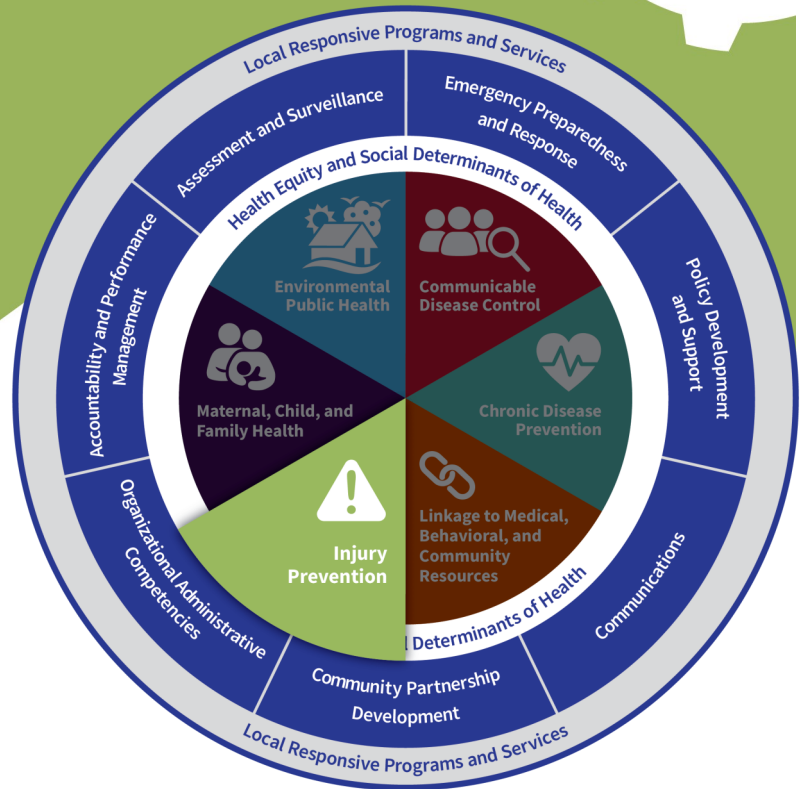 Local Responsive Programs and Services
Assessment and Surveillance
Emergency Preparedness
and Response
Health Equity and Social Determinants of Health
Accountability and Performance
Management
Policy Development
and Support
Environmental
Public Health
Communicable
Disease Control
Maternal, Child, and
Family Health
Chronic Disease
Prevention
Injury
Prevention
Linkage to Medical,
Behavioral, and
Community
Resources
Organizational Administrative
Competencies
Communications
Determinants of Health
Community Partnership
Development
Local Responsive Programs and Services